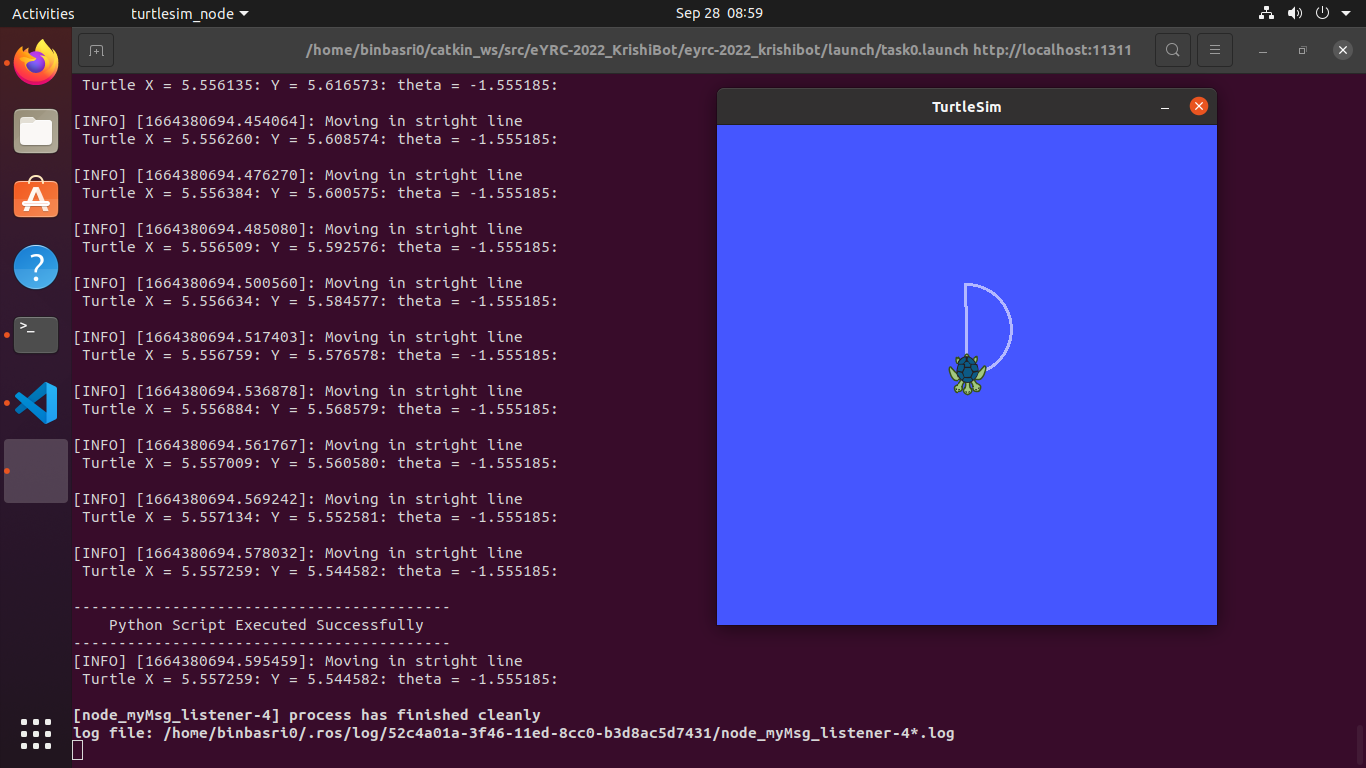 Activities
turtlesim_node
Sep 28 08:59
/home/binbasri0/catkin_ws/src/eYRC-2022_KrishiBot/eyrc-2022_krishibot/launch/task0.launch http://localhost:11311
Turtle X = 5.556135: Y = 5.616573: theta = -1.555185:
[INFO] [1664380694.454064]: Moving in stright line
Turtle X = 5.556260: Y = 5.608574: theta = -1.555185:
[INFO] [1664380694.476270]: Moving in stright line
Turtle X = 5.556384: Y = 5.600575: theta = -1.555185:
[INFO] [1664380694.485080]: Moving in stright line
Turtle X = 5.556509: Y = 5.592576: theta = -1.555185:
[INFO] [1664380694.500560]: Moving in stright line
Turtle X = 5.556634: Y = 5.584577: theta = -1.555185:
[INFO] [1664380694.517403]: Moving in stright line
Turtle X = 5.556759: Y = 5.576578: theta = -1.555185:
[INFO] [1664380694.536878]: Moving in stright line
Turtle X = 5.556884: Y = 5.568579: theta = -1.555185:
[INFO] [1664380694.561767]: Moving in stright line
Turtle X = 5.557009: Y = 5.560580: theta = -1.555185:
[INFO] [1664380694.569242]: Moving in stright line
Turtle X = 5.557134: Y = 5.552581: theta = -1.555185:
[INFO] [1664380694.578032]: Moving in stright line
Turtle X = 5.557259: Y = 5.544582: theta = -1.555185:
------------------------------------------
Python Script Executed Successfully
------------------------------------------
[INFO] [1664380694.595459]: Moving in stright line
Turtle X = 5.557259: Y = 5.544582: theta = -1.555185:
[node_myMsg_listener-4] process has finished cleanly
log file: /home/binbasri0/.ros/log/52c4a01a-3f46-11ed-8cc0-b3d8ac5d7431/node_myMsg_listener-4*.log
TurtleSim